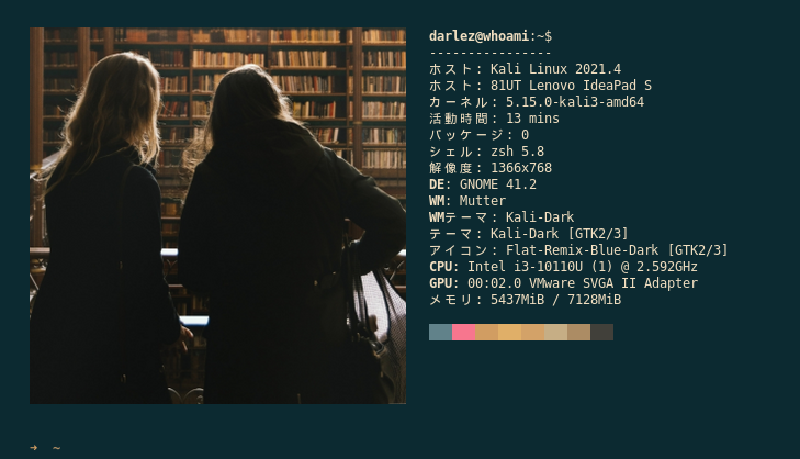 darlez@whoami:~$
----------------
ホスト: Kali Linux 2021.4
ホスト: 81UT Lenovo IdeaPad S
カーネル: 5.15.0-kali3-amd64
活動時間: 13 mins
パッケージ: 0
シェル: zsh 5.8
解像度: 1366x768
DE: GNOME 41.2
WM: Mutter
WMテーマ: Kali-Dark
テーマ: Kali-Dark [GTK2/3]
アイコン: Flat-Remix-Blue-Dark [GTK2/3]
CPU: Intel i3-10110U (1) @ 2.592GHz
GPU: 00:02.0 VMware SVGA II Adapter
メモリ: 5437MiB / 7128MiB
→ ~